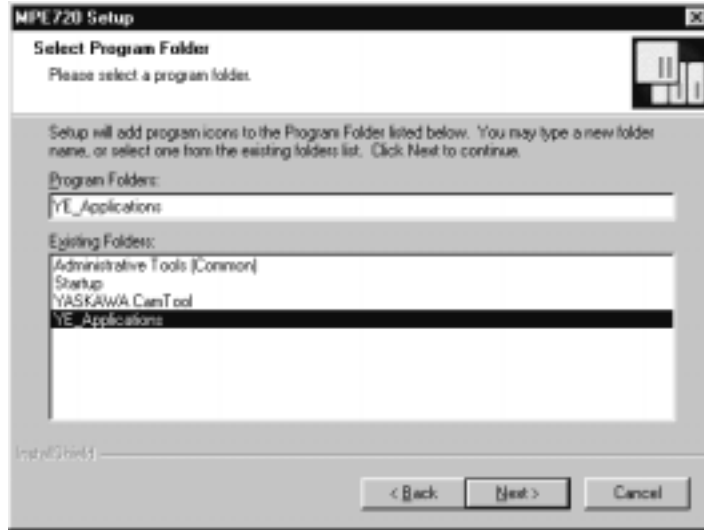 MPE720 Setup
Select Program Folder
Please select a program folder.
Setup will add program icons to the Program Folder listed below. You may type a new folder
name, or select one from the existing folders list. Click Next to continue.
Program Folders:
YE_Applications
Existing Folders:
Administrative Tools (Common)
Startup
YASKAWA CamTool
YE_Applications
InstallShield
< Back
Next >
Cancel